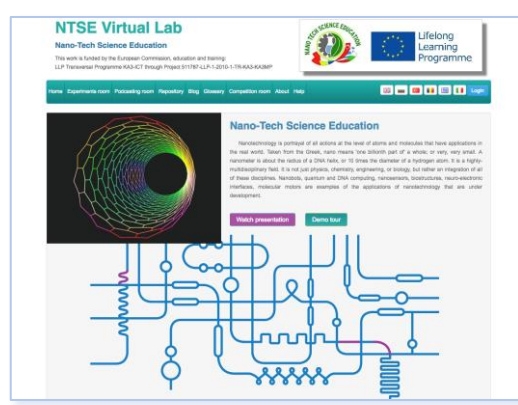 NTSE Virtual Lab
Nano-Tech Science Education
This work is funded by the European Commission, education and training:
LLP Transversal Programme KA3-ICT through Project 511787-LLP-1-2010-1-TR-KA3-KA3MP
NANO TECH SCIENCE EDUCATION
Lifelong
Learning
Programme
Home Experiments room Podcasting room Repository Blog Glossary Competition room About Help
Login
Nano-Tech Science Education
Nanotechnology is portrayal of all actions at the level of atoms and molecules that have applications in
the real world. Taken from the Greek, nano means 'one billionth part of' a whole; or very, very small. A
nanometer is about the radius of a DNA helix, or 10 times the diameter of a hydrogen atom. It is a highly-
multidisciplinary field. It is not just physics, chemistry, engineering, or biology, but rather an integration of all
of these disciplines. Nanobots, quantum and DNA computing, nanosensors, biostructures, neuro-electronic
interfaces, molecular motors are examples of the applications of nanotechnology that are under
development.
Watch presentation
Demo tour